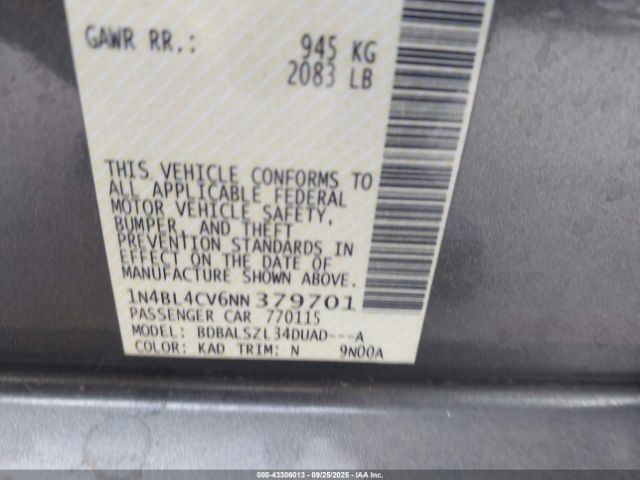 GAWR RR.: 945 KG
2083 LB
THIS VEHICLE CONFORMS TO
ALL APPLICABLE FEDERAL
MOTOR VEHICLE SAFETY,
BUMPER, AND THEFT
PREVENTION STANDARDS IN
EFFECT ON THE DATE OF
MANUFACTURE SHOWN ABOVE.
1N4BL4CV6NN379701
PASSENGER CAR 770115
MODEL: BDBALSZL34DUAD---A
COLOR: KAD TRIM: N 9N00A
000-43306013 - 09/25/2025 - IAA Inc.